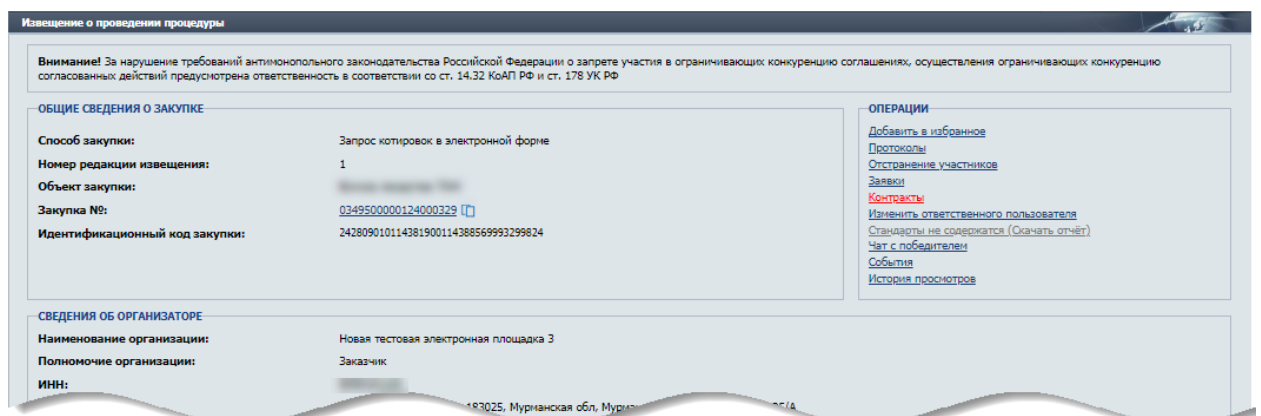 Извещение о проведении процедуры
Внимание! За нарушение требований антимонопольного законодательства Российской Федерации о запрете участия в ограничивающих конкуренцию соглашениях, осуществления ограничивающих конкуренцию
согласованных действий предусмотрена ответственность в соответствии со ст. 14.32 КоАП РФ и ст. 178 УК РФ
ОБЩИЕ СВЕДЕНИЯ О ЗАКУПКЕ
Способ закупки: Запрос котировок в электронной форме
Номер редакции извещения: 1
Объект закупки:
Закупка №: 0349500000124000329
Идентификационный код закупки: 242809010114381900114388569993299824
ОПЕРАЦИИ
Добавить в избранное
Протоколы
Отстранение участников
Заявки
Контракты
Изменить ответственного пользователя
Стандарты не содержатся (Скачать отчёт)
Чат с победителем
События
История просмотров
СВЕДЕНИЯ ОБ ОРГАНИЗАТОРЕ
Наименование организации: Новая тестовая электронная площадка 3
Полномочие организации: Заказчик
ИНН:
183025, Мурманская обл,